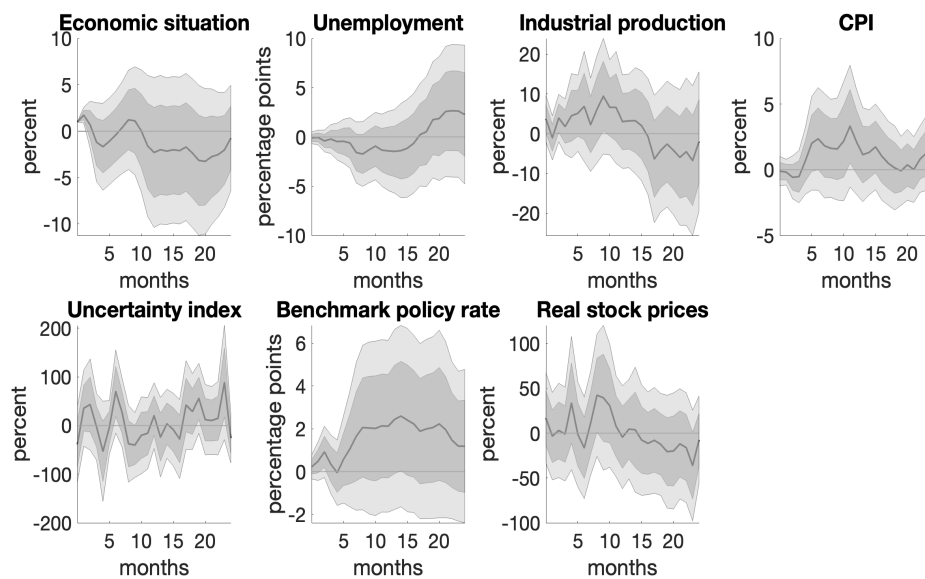 Economic situation
10
5
0
-5
-10
percent
5 10 15 20
months
Unemployment
10
5
0
-5
-10
percentage points
5 10 15 20
months
Industrial production
20
10
0
-10
-20
percent
5 10 15 20
months
CPI
10
5
0
-5
percent
5 10 15 20
months
Uncertainty index
200
100
0
-100
-200
percent
5 10 15 20
months
Benchmark policy rate
6
4
2
0
-2
percentage points
5 10 15 20
months
Real stock prices
100
50
0
-50
-100
percent
5 10 15 20
months